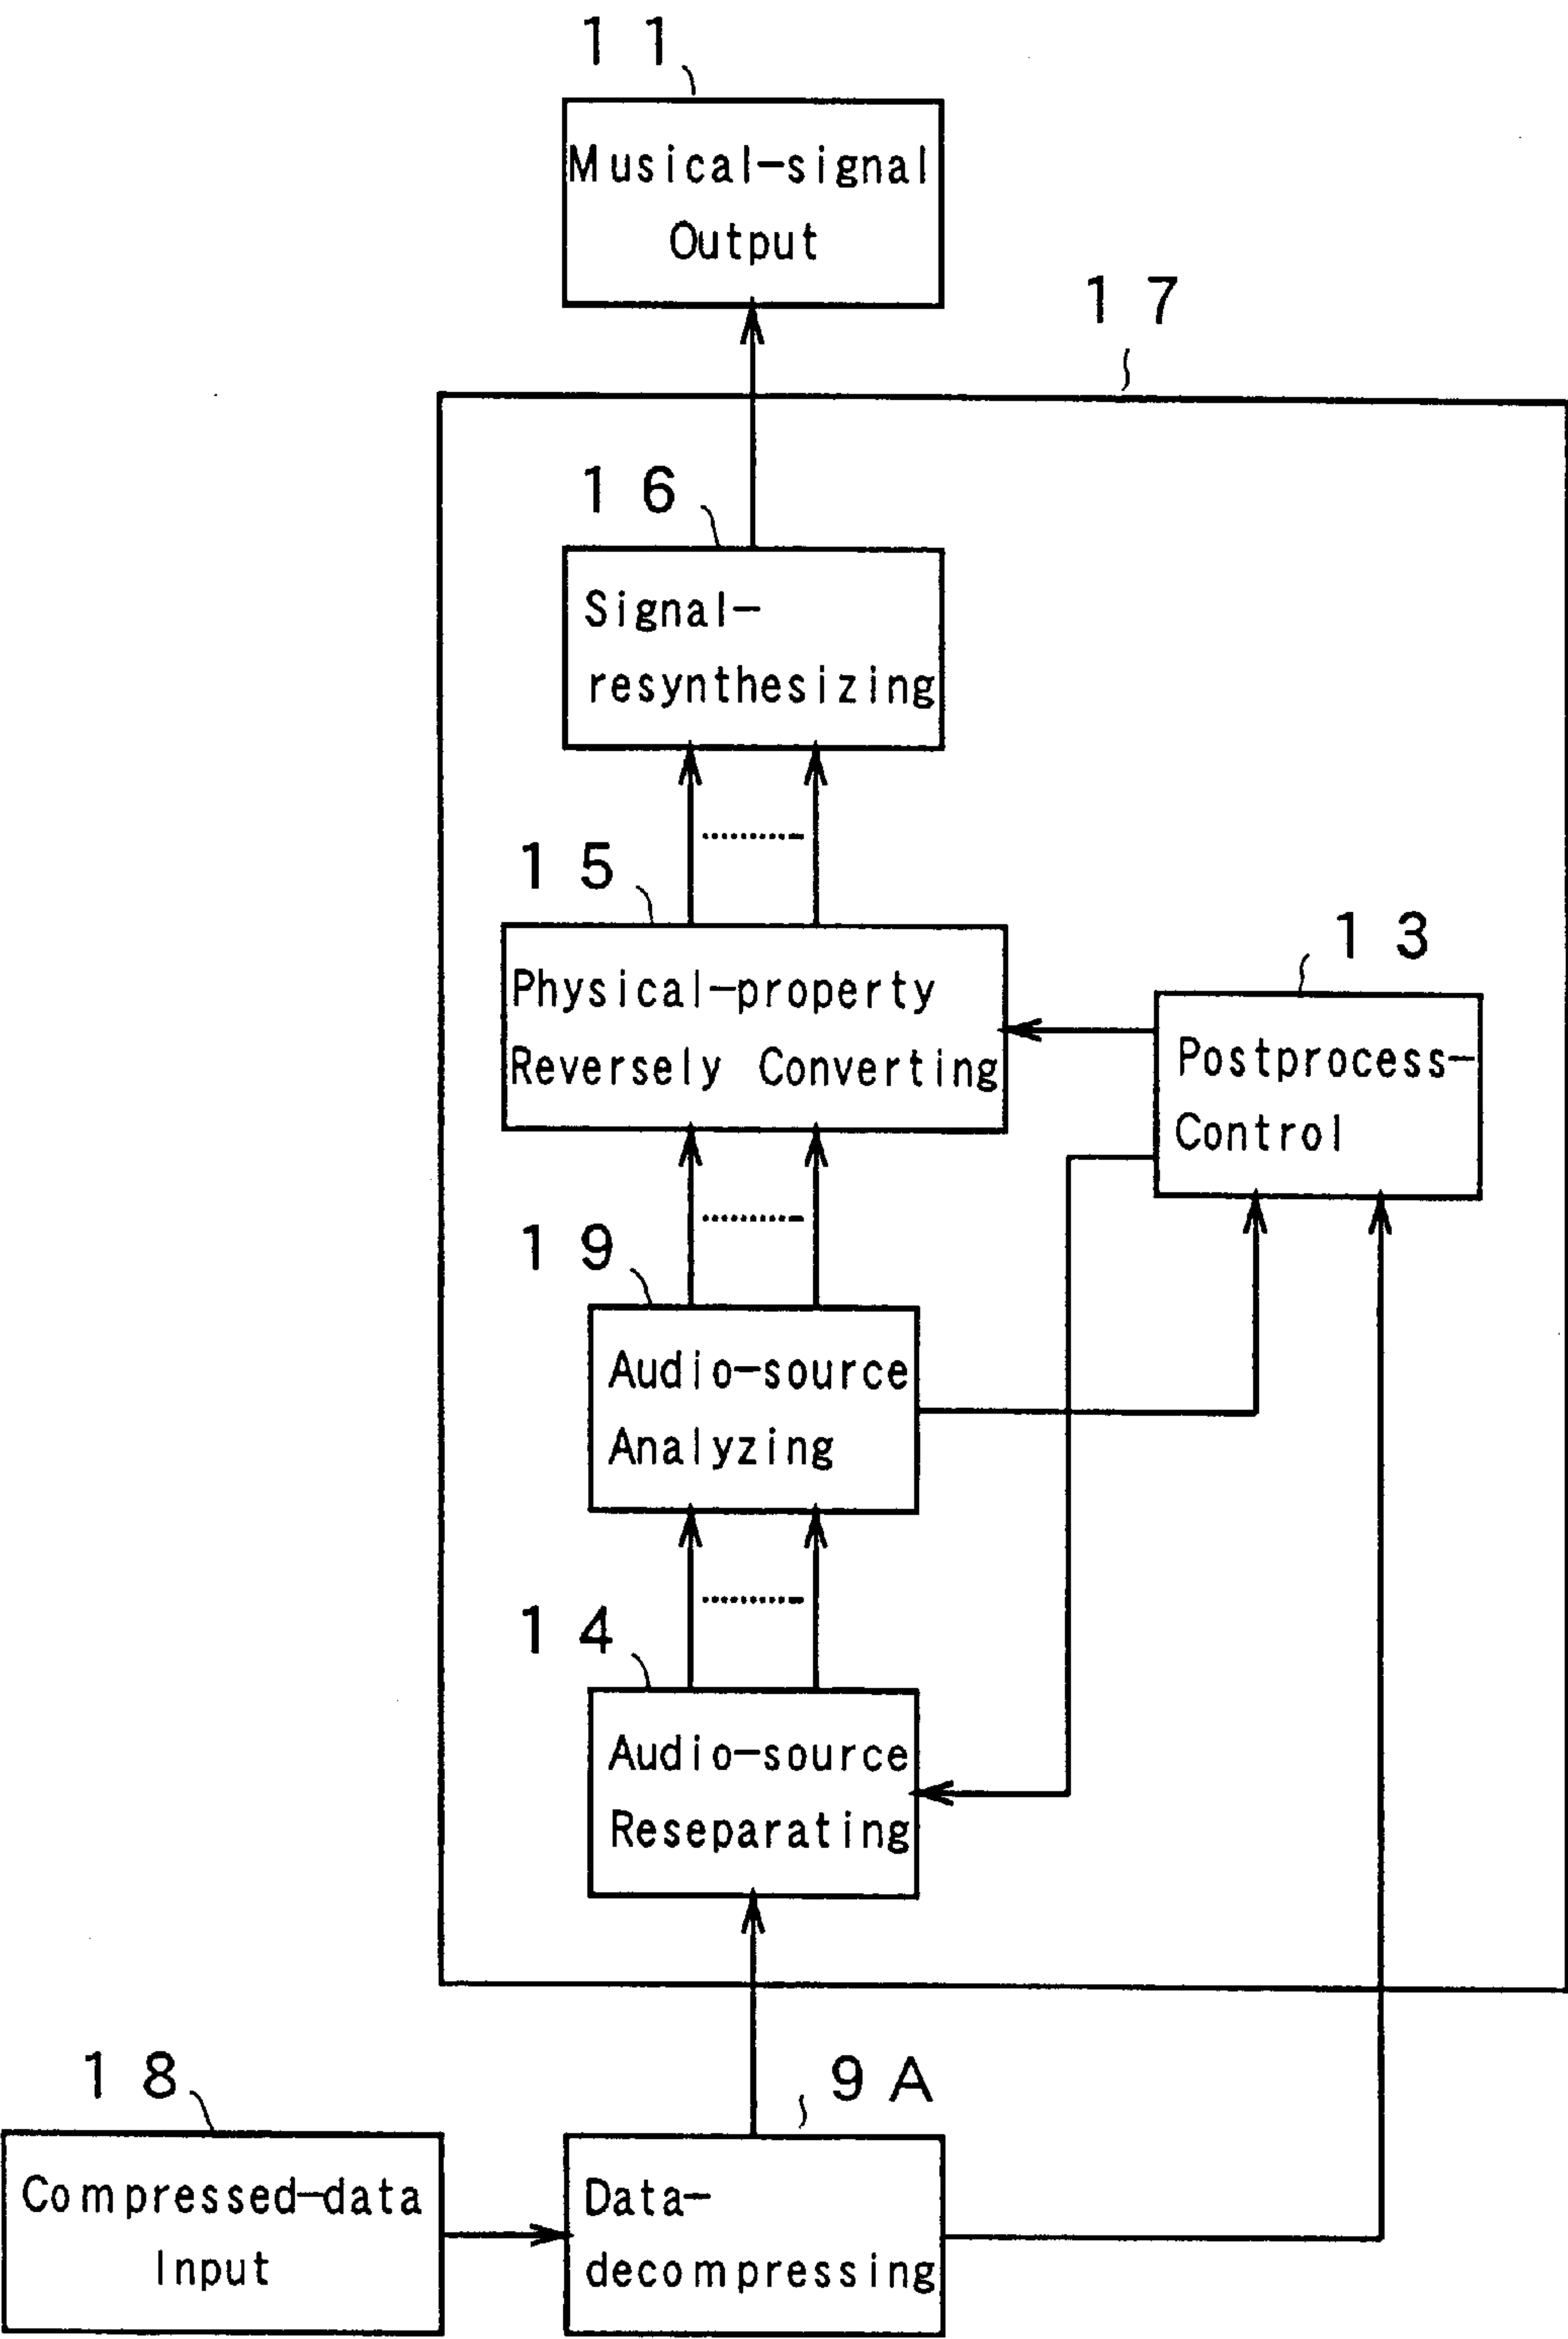 11
Musical-signal
Output
17
16
Signal-
resynthesizing
15
Physical-property
Reversely Converting
13
Postprocess-
Control
19
Audio-source
Analyzing
14
Audio-source
Reseparating
18
Compressed-data
Input
9A
Data-
decompressing